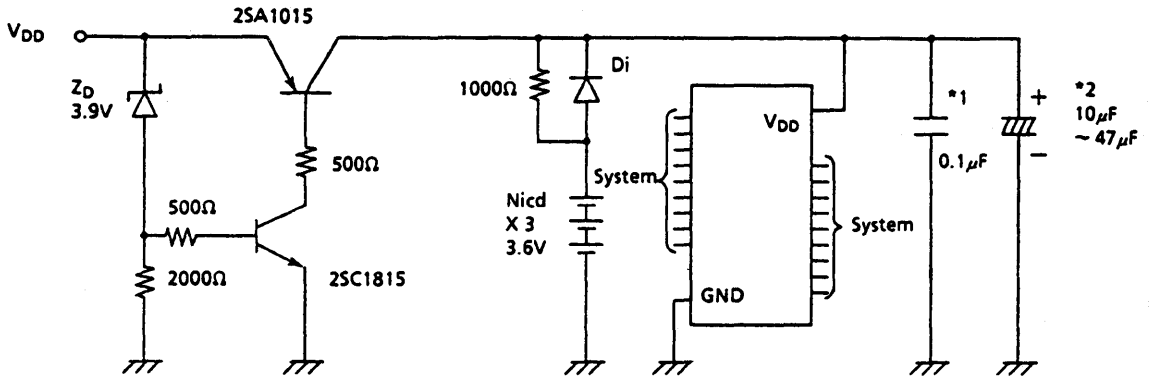 2SA1015
VDD
ZD
3.9V
500Ω
500Ω
2000Ω
2SC1815
1000Ω
Di
Nicd
X 3
3.6V
System
VDD
GND
System
*1
0.1μF
+
*2
10μF
~ 47μF
−